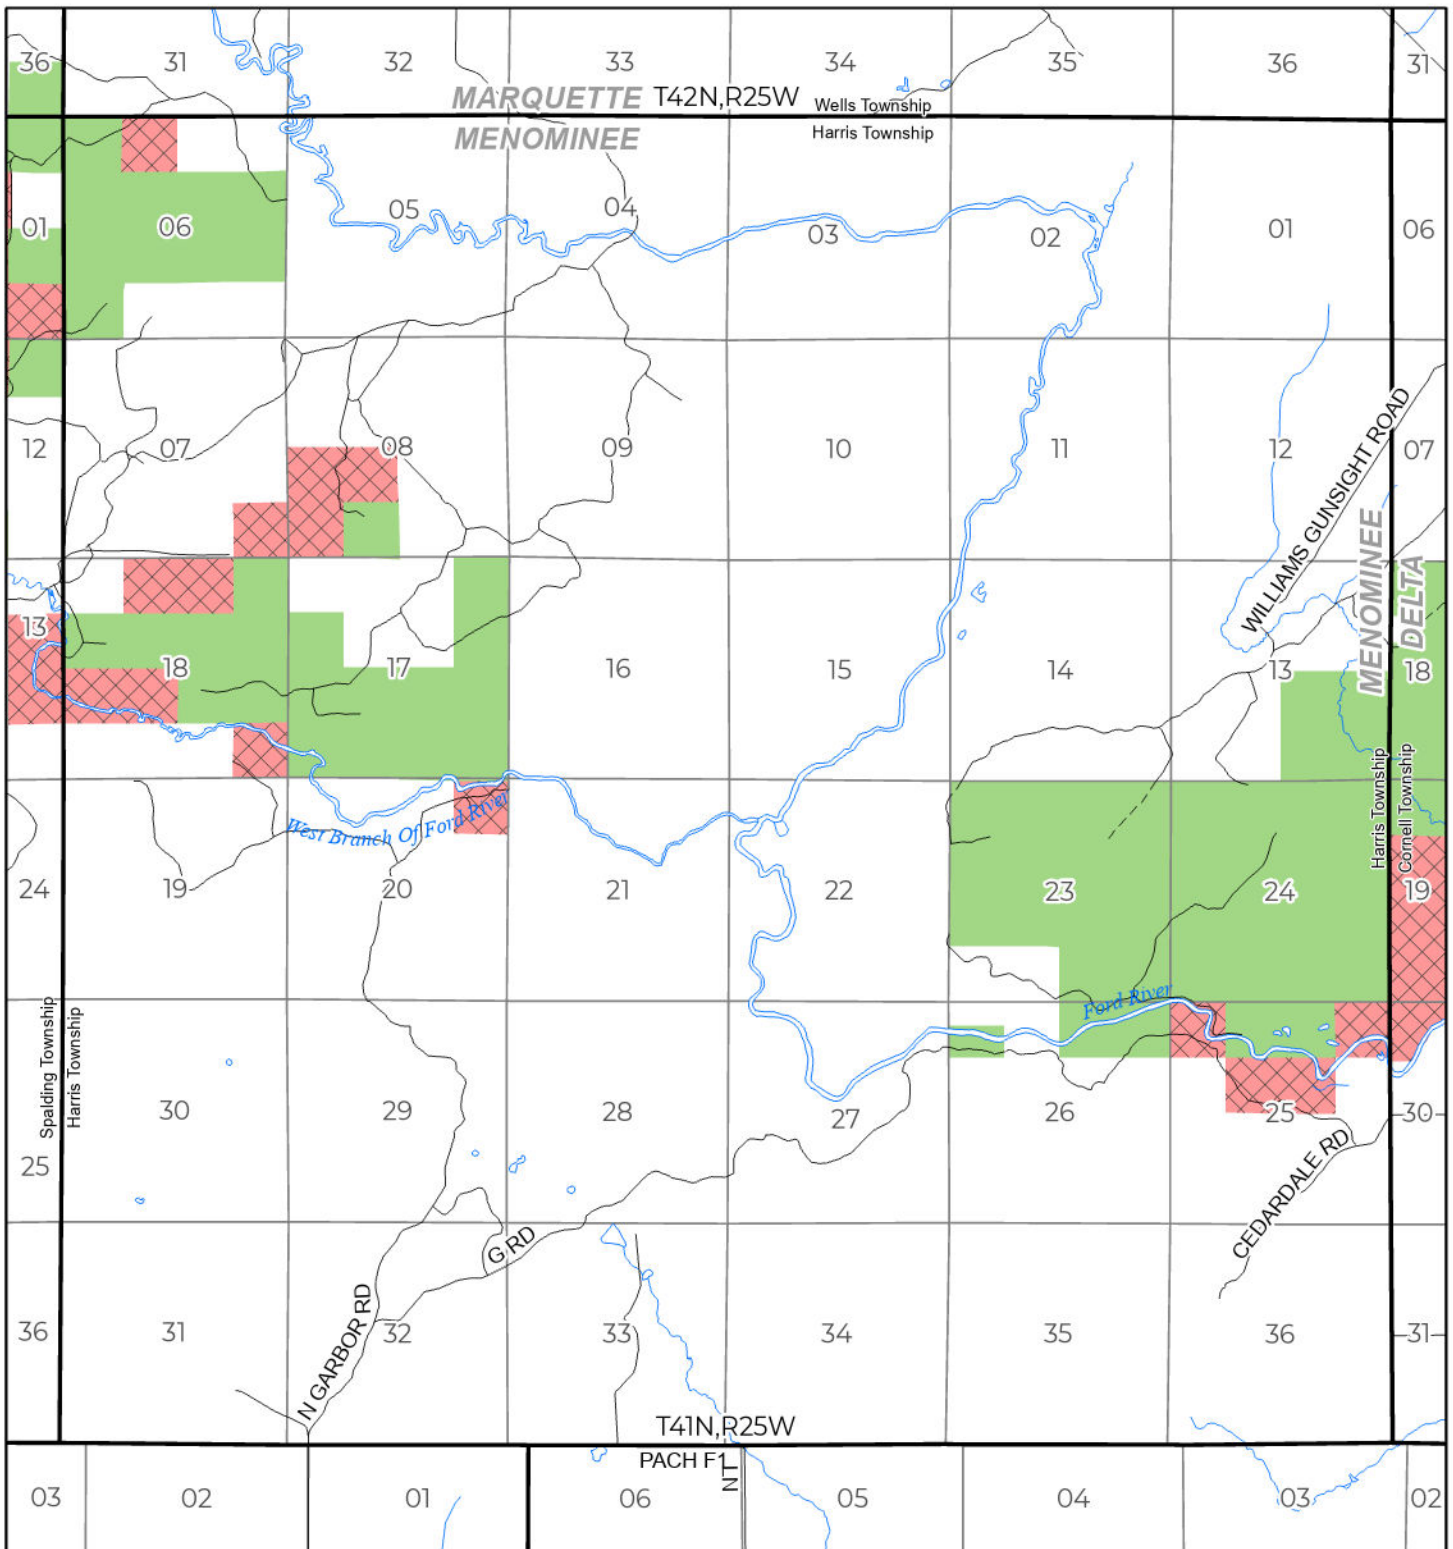 36 31 32 33 34 35 36 31
MARQUETTE T42N,R25W Wells Township
MENOMINEE Harris Township
01 06 05 04 03 02 01 06
12 07 08 09 10 11 12 07
WILLIAMS GUNSIGHT ROAD
MENOMINEE
DELTA
13 18 17 16 15 14 13 18
Harris Township
Cornell Township
West Branch Of Ford River
24 19 20 21 22 23 24 19
Ford River
Spalding Township
Harris Township
30 29 28 27 26 25 30
25
CEDARDALE RD
G RD
N GARBOR RD
36 31 32 33 34 35 36 31
T41N,R25W
PACH F1
NT
03 02 01 06 05 04 03 02